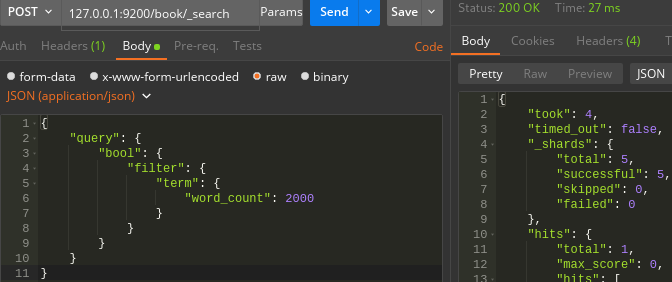 POST 127.0.0.1:9200/book/_search Params Send Save
Auth Headers (1) Body Pre-req. Tests Code
form-data x-www-form-urlencoded raw binary
JSON (application/json)
1 {
2 "query": {
3 "bool": {
4 "filter": {
5 "term": {
6 "word_count": 2000
7 }
8 }
9 }
10 }
11 }
Status: 200 OK Time: 27 ms
Body Cookies Headers (4) T
Pretty Raw Preview JSON
1 {
2 "took": 4,
3 "timed_out": false,
4 "_shards": {
5 "total": 5,
6 "successful": 5,
7 "skipped": 0,
8 "failed": 0
9 },
10 "hits": {
11 "total": 1,
12 "max_score": 0,
13 "hits": [